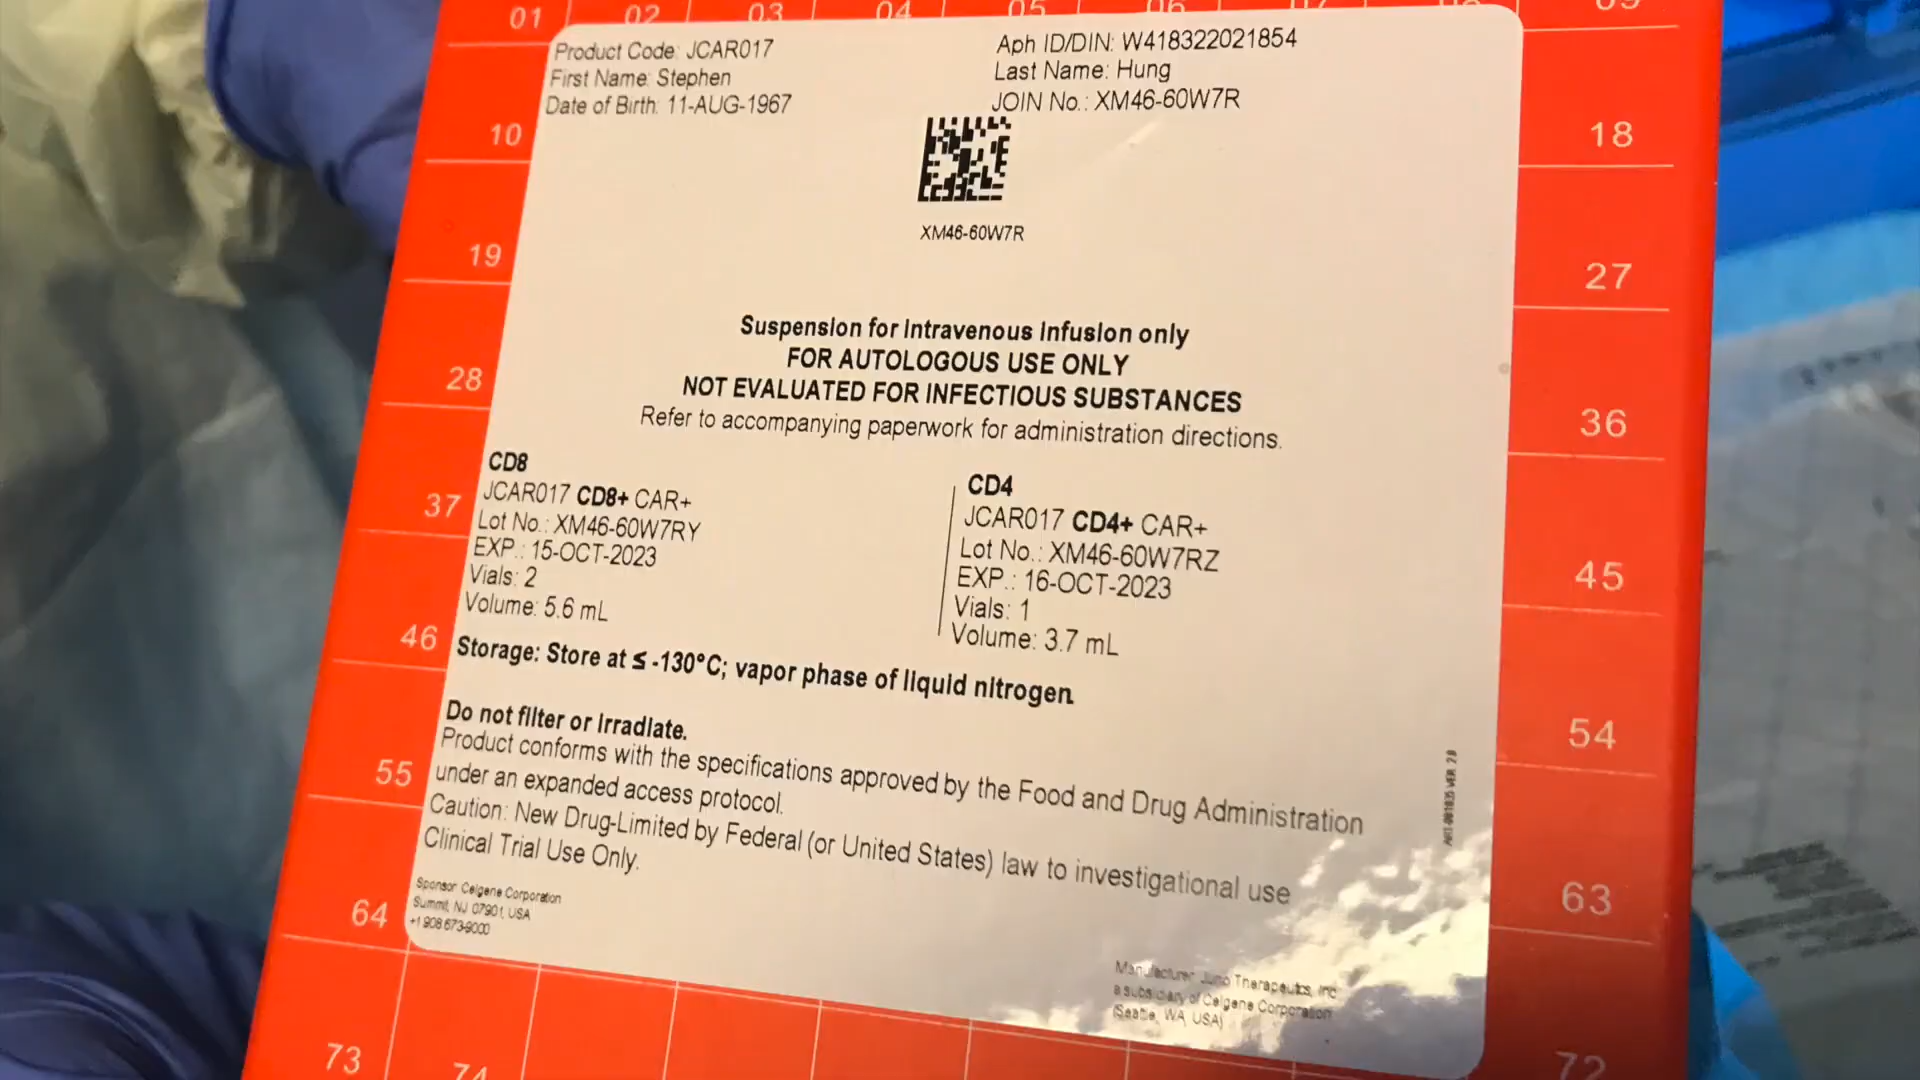 01 02 03 04 05 06 07 08 09
Product Code: JCAR017
First Name: Stephen
Date of Birth: 11-AUG-1967
Aph ID/DIN: W418322021854
Last Name: Hung
JOIN No.: XM46-60W7R
10
18
XM46-60W7R
19
27
Suspension for Intravenous Infusion only
FOR AUTOLOGOUS USE ONLY
NOT EVALUATED FOR INFECTIOUS SUBSTANCES
Refer to accompanying paperwork for administration directions.
28
36
CD8
JCAR017 CD8+ CAR+
Lot No.: XM46-60W7RY
EXP.: 15-OCT-2023
Vials: 2
Volume: 5.6 mL
CD4
JCAR017 CD4+ CAR+
Lot No.: XM46-60W7RZ
EXP.: 16-OCT-2023
Vials: 1
Volume: 3.7 mL
37
45
46
Storage: Store at ≤ -130°C; vapor phase of liquid nitrogen.
54
Do not filter or Irradiate.
Product conforms with the specifications approved by the Food and Drug Administration
under an expanded access protocol.
Caution: New Drug-Limited by Federal (or United States) law to investigational use
Clinical Trial Use Only.
55
63
64
Sponsor: Celgene Corporation
Summit, NJ 07901, USA
+1 908 673-9000
Manufacturer: Juno Therapeutics, Inc
a subsidiary of Celgene Corporation
(Seattle, WA, USA)
73 74
72